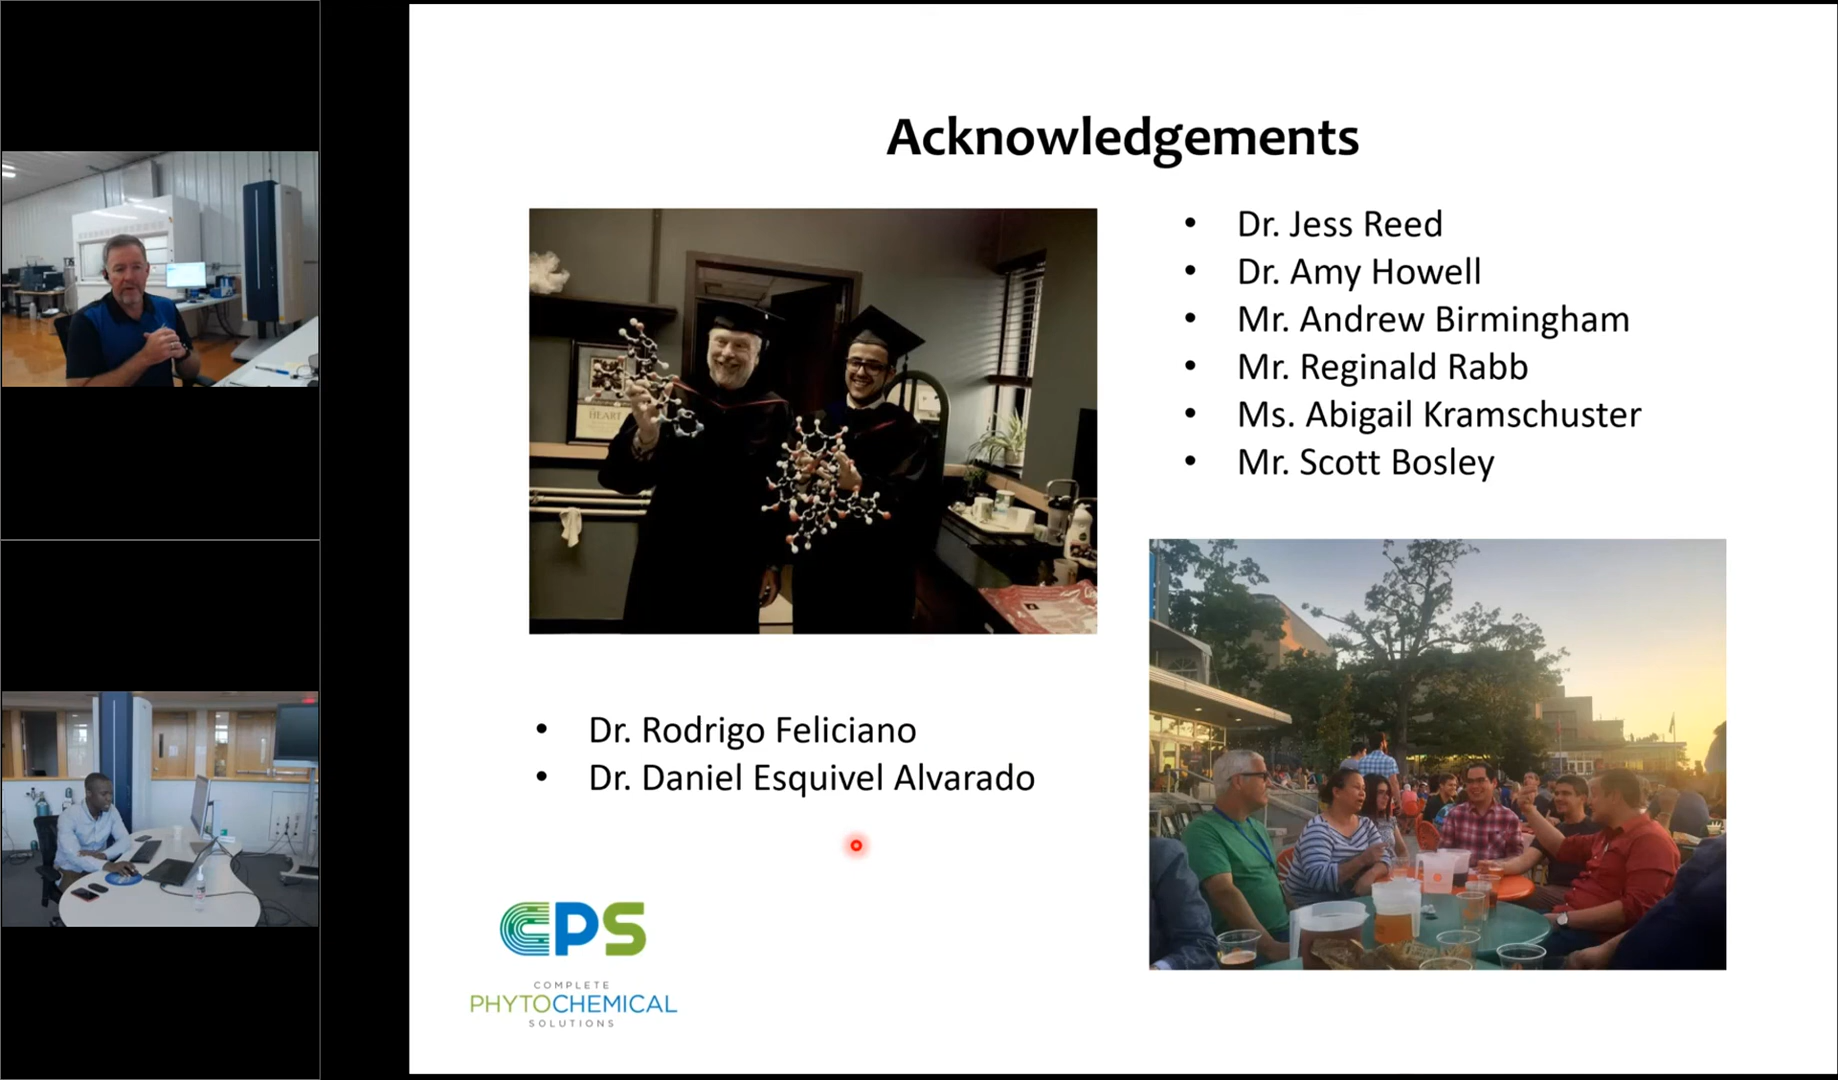 Acknowledgements
• Dr. Jess Reed
• Dr. Amy Howell
• Mr. Andrew Birmingham
• Mr. Reginald Rabb
• Ms. Abigail Kramschuster
• Mr. Scott Bosley
HEART
• Dr. Rodrigo Feliciano
• Dr. Daniel Esquivel Alvarado
CPS
COMPLETE
PHYTOCHEMICAL
SOLUTIONS